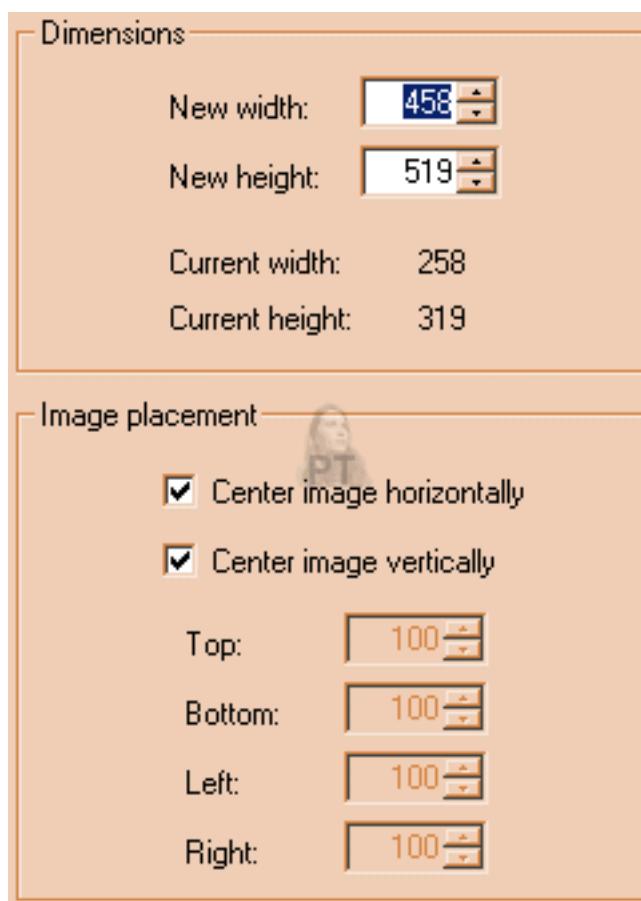 Dimensions
New width: 458
New height: 519
Current width: 258
Current height: 319
Image placement
PT
Center image horizontally
Center image vertically
Top: 100
Bottom: 100
Left: 100
Right: 100